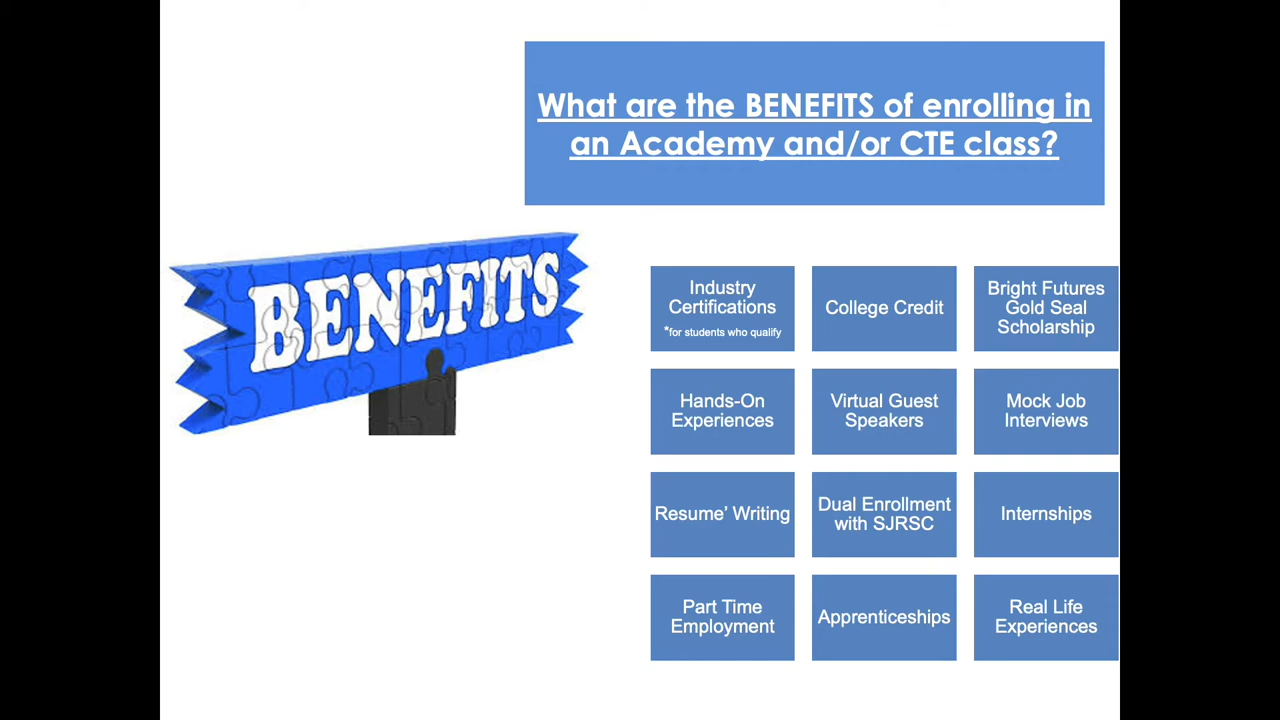 What are the BENEFITS of enrolling in
an Academy and/or CTE class?
BENEFITS
Industry
Certifications
*for students who qualify
College Credit
Bright Futures
Gold Seal
Scholarship
Hands-On
Experiences
Virtual Guest
Speakers
Mock Job
Interviews
Resume’ Writing
Dual Enrollment
with SJRSC
Internships
Part Time
Employment
Apprenticeships
Real Life
Experiences